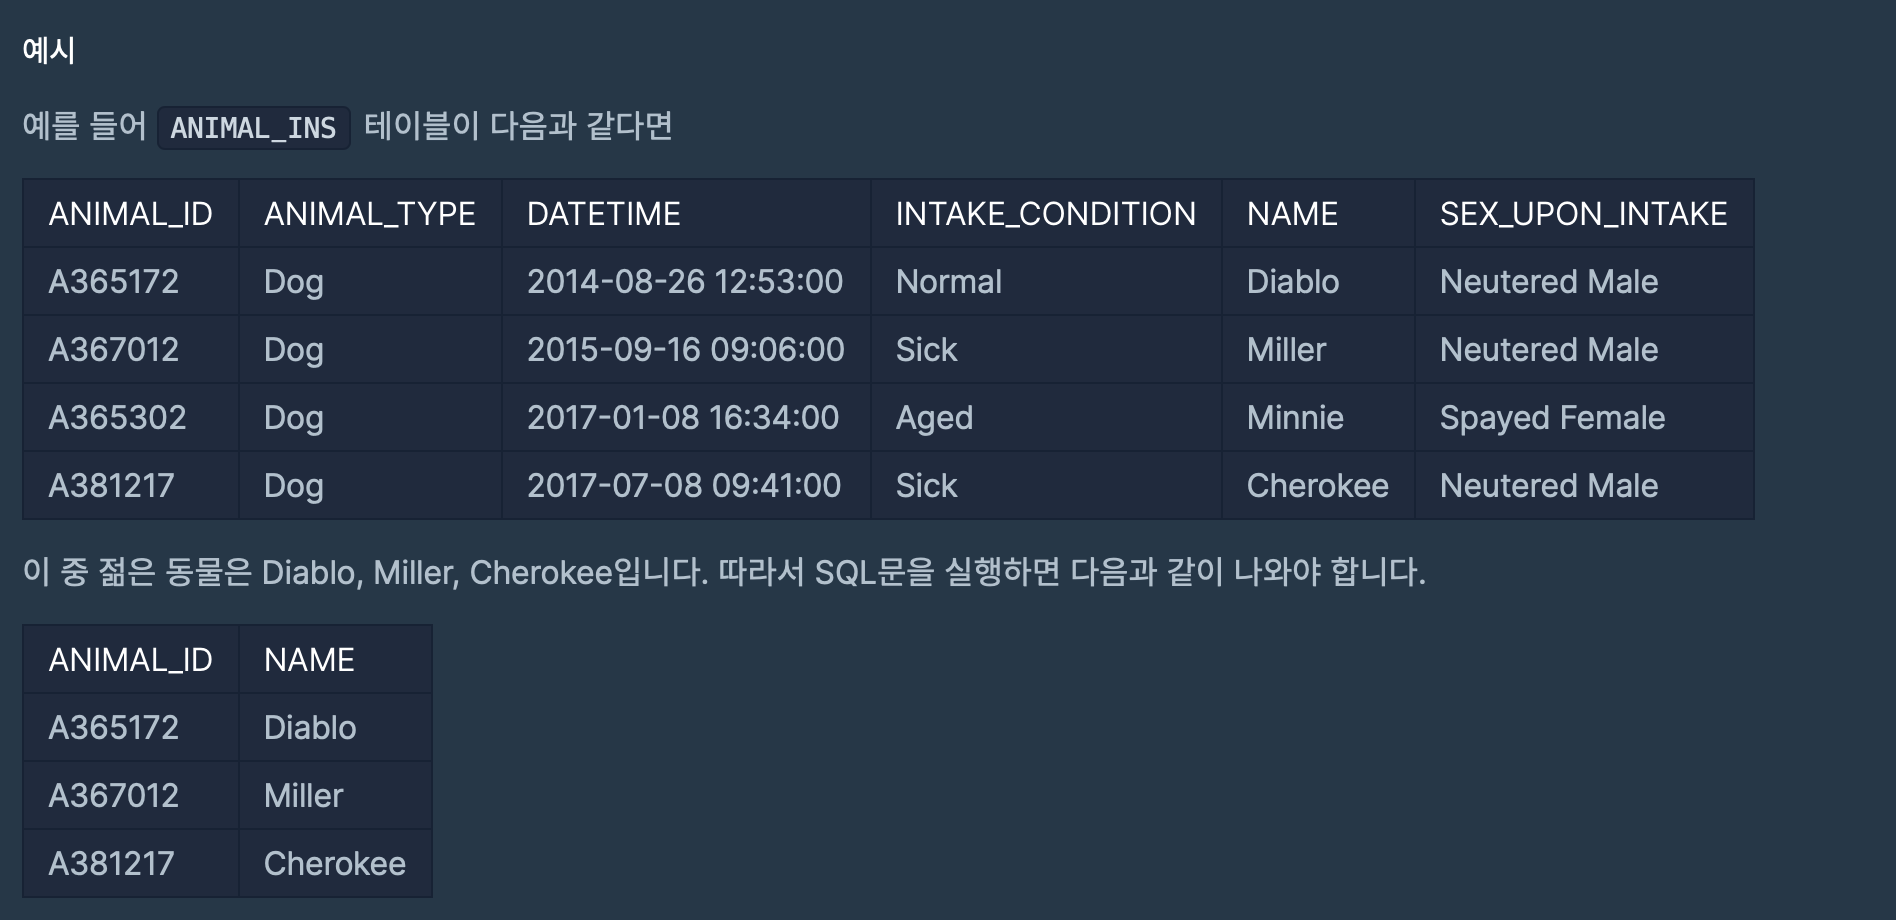 예시
예를 들어 ANIMAL_INS 테이블이 다음과 같다면
ANIMAL_ID ANIMAL_TYPE DATETIME INTAKE_CONDITION NAME SEX_UPON_INTAKE
A365172 Dog 2014-08-26 12:53:00 Normal Diablo Neutered Male
A367012 Dog 2015-09-16 09:06:00 Sick Miller Neutered Male
A365302 Dog 2017-01-08 16:34:00 Aged Minnie Spayed Female
A381217 Dog 2017-07-08 09:41:00 Sick Cherokee Neutered Male
이 중 젊은 동물은 Diablo, Miller, Cherokee입니다. 따라서 SQL문을 실행하면 다음과 같이 나와야 합니다.
ANIMAL_ID NAME
A365172 Diablo
A367012 Miller
A381217 Cherokee